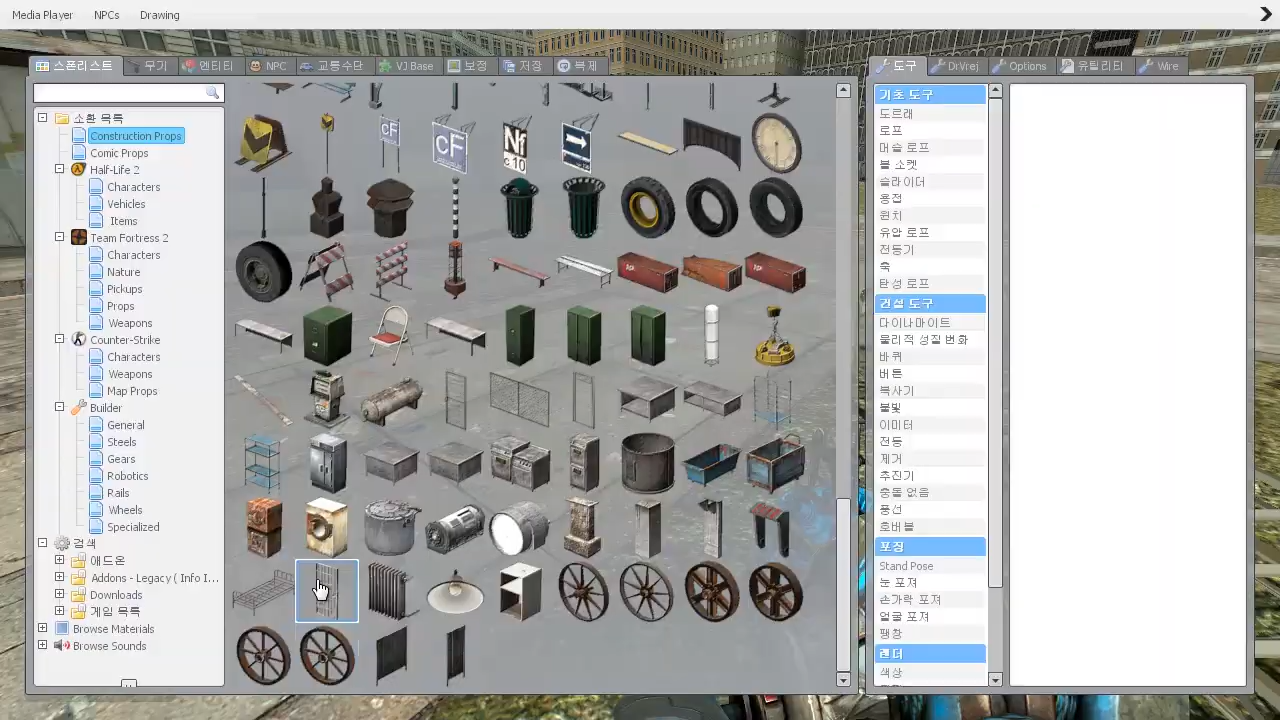 Media Player NPCs Drawing
스폰리스트 무기 엔티티 NPC 교통수단 VJ Base 보정 저장 복제
도구 DrVrej Options 유틸리티 Wire
소환 목록
Construction Props
Comic Props
Half-Life 2
Characters
Vehicles
Items
Team Fortress 2
Characters
Nature
Pickups
Props
Weapons
Counter-Strike
Characters
Weapons
Map Props
Builder
General
Steels
Gears
Robotics
Rails
Wheels
Specialized
검색
애드온
Addons - Legacy ( Info I...
Downloads
게임 목록
Browse Materials
Browse Sounds
cF
cF
Nf
c 10
기초 도구
도르래
로프
머슬 로프
볼 소켓
슬라이더
용접
윈치
유압 로프
전동기
축
탄성 로프
건설 도구
다이나마이트
물리적 성질 변화
바퀴
버튼
복사기
불빛
이미터
전등
제거
추진기
충돌 없음
풍선
호버볼
포징
Stand Pose
눈 포져
손가락 포져
얼굴 포져
팽창
렌더
색상